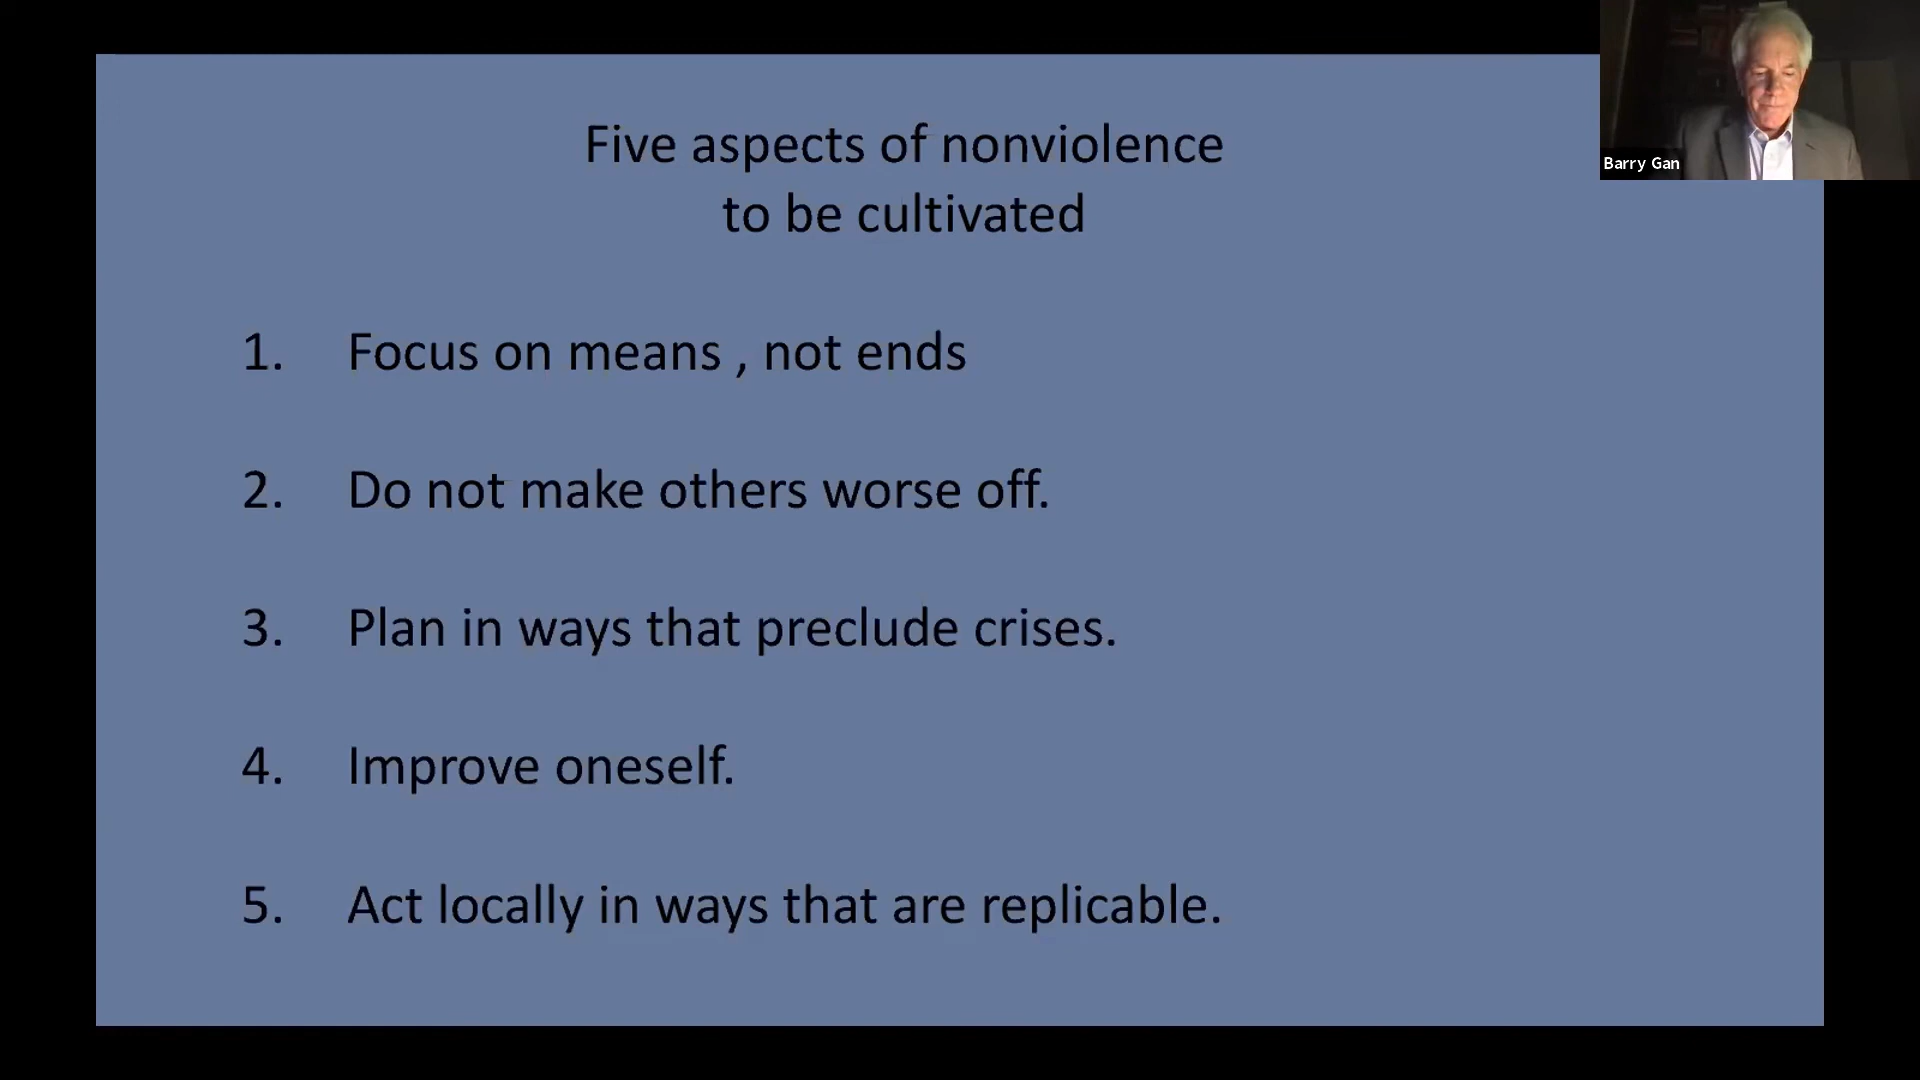 Five aspects of nonviolence
to be cultivated
1. Focus on means , not ends
2. Do not make others worse off.
3. Plan in ways that preclude crises.
4. Improve oneself.
5. Act locally in ways that are replicable.
Barry Gan